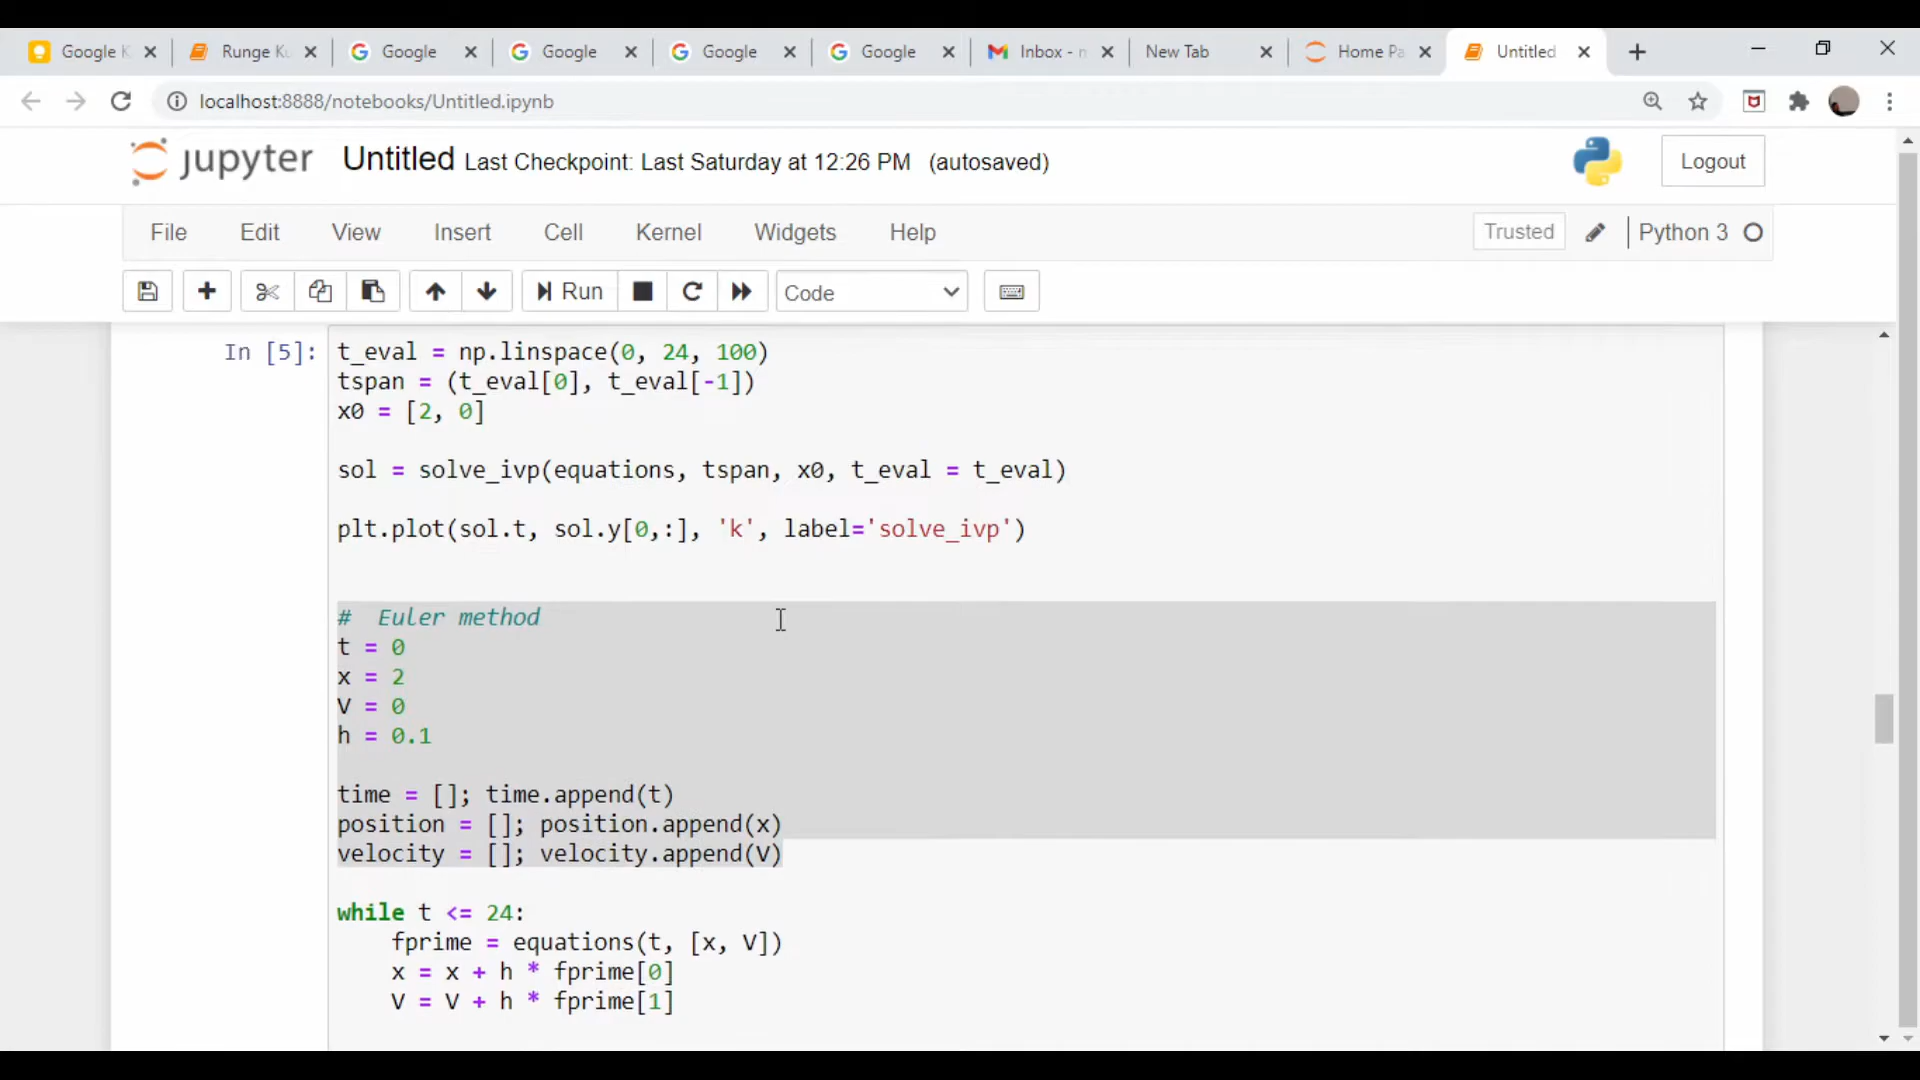 Google K
Runge Ku
Google
Google
Google
Google
Inbox - n
New Tab
Home Pa
Untitled
localhost:8888/notebooks/Untitled.ipynb
jupyter
Untitled Last Checkpoint: Last Saturday at 12:26 PM (autosaved)
Logout
File Edit View Insert Cell Kernel Widgets Help
Trusted
Python 3
Run
Code
In [5]:
t_eval = np.linspace(0, 24, 100)
tspan = (t_eval[0], t_eval[-1])
x0 = [2, 0]
sol = solve_ivp(equations, tspan, x0, t_eval = t_eval)
plt.plot(sol.t, sol.y[0,:], 'k', label='solve_ivp')
#  Euler method
t = 0
x = 2
V = 0
h = 0.1
time = []; time.append(t)
position = []; position.append(x)
velocity = []; velocity.append(V)
while t <= 24:
    fprime = equations(t, [x, V])
    x = x + h * fprime[0]
    V = V + h * fprime[1]